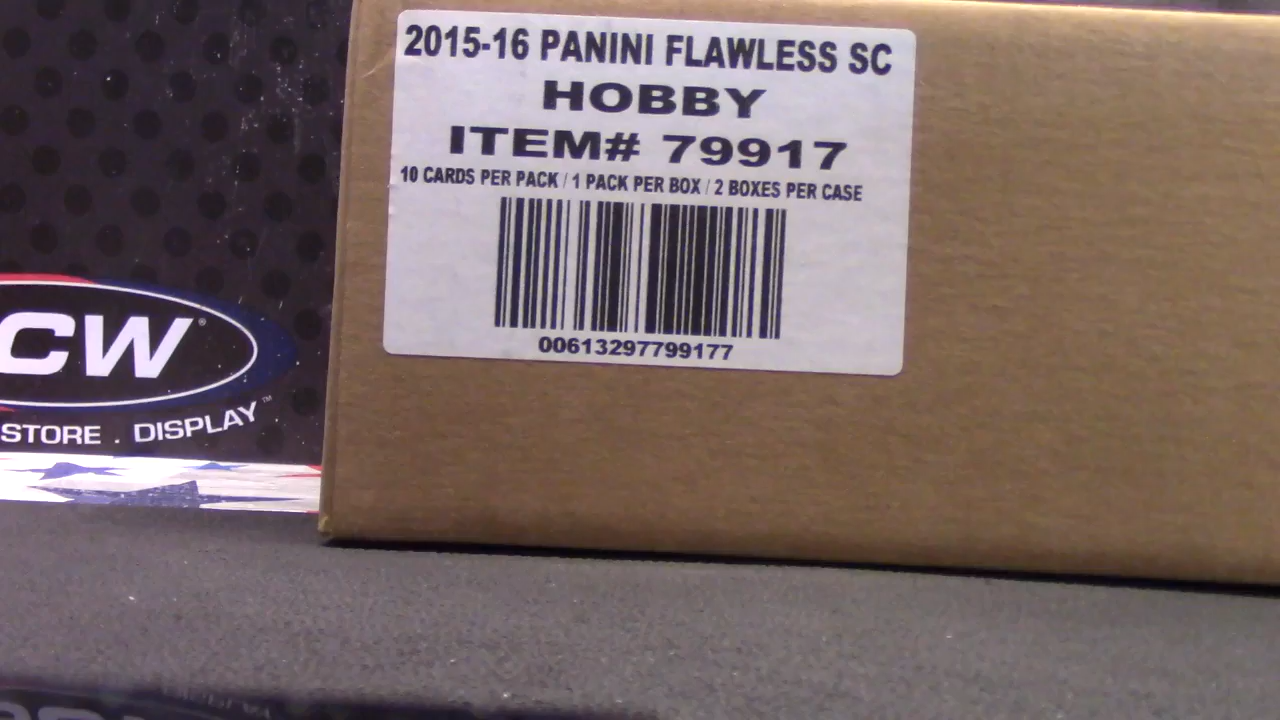 2015-16 PANINI FLAWLESS SC
HOBBY
ITEM# 79917
10 CARDS PER PACK / 1 PACK PER BOX / 2 BOXES PER CASE
00613297799177
CW®
STORE . DISPLAY™